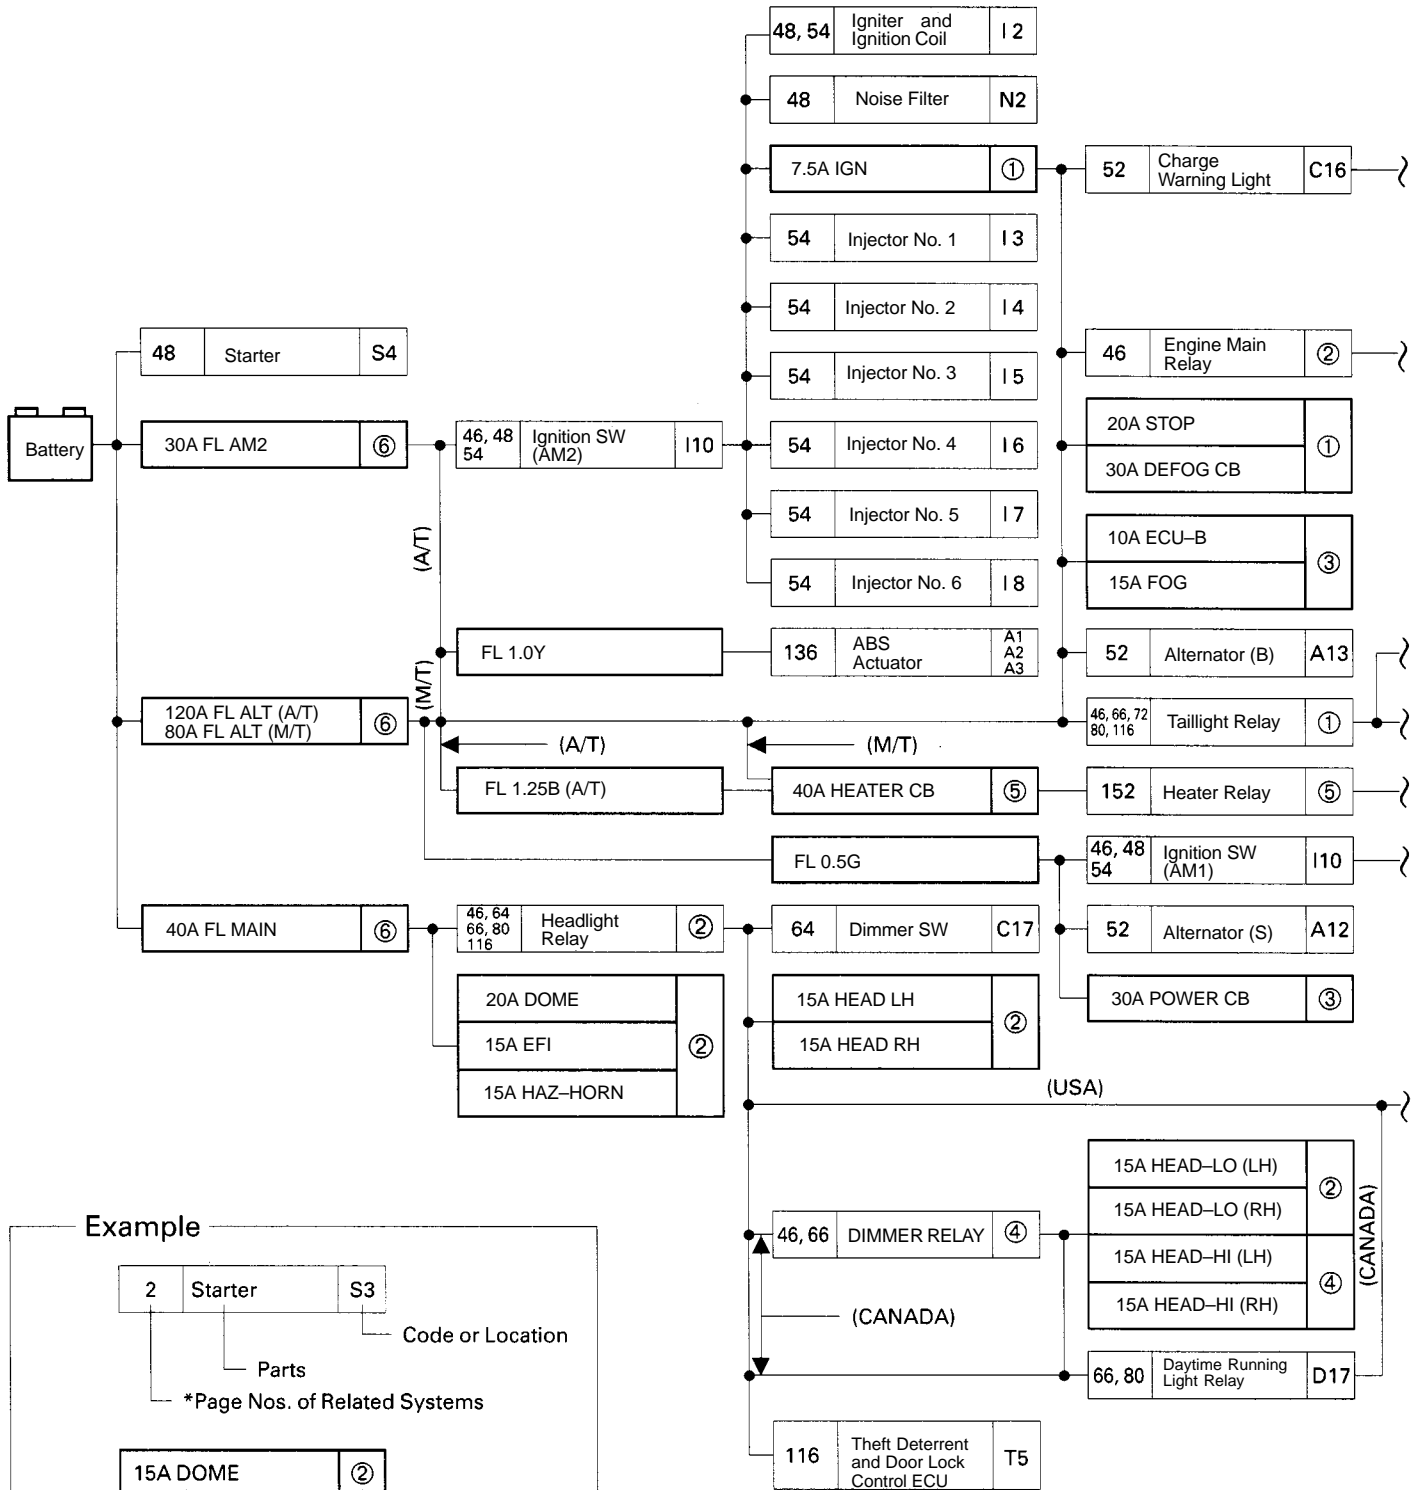 48, 54 Igniter and Ignition Coil I 2
48 Noise Filter N2
7.5A IGN ①
52 Charge Warning Light C16
54 Injector No. 1 I 3
54 Injector No. 2 I 4
48 Starter S4
54 Injector No. 3 I 5
46 Engine Main Relay ②
Battery
30A FL AM2 ⑥
46, 48 54 Ignition SW (AM2) I10
54 Injector No. 4 I 6
20A STOP
30A DEFOG CB
①
54 Injector No. 5 I 7
10A ECU–B
15A FOG
③
(A/T)
54 Injector No. 6 I 8
FL 1.0Y
136 ABS Actuator A1 A2 A3
52 Alternator (B) A13
(M/T)
120A FL ALT (A/T)
80A FL ALT (M/T)
⑥
46, 66, 72 80, 116 Taillight Relay ①
(A/T)
(M/T)
FL 1.25B (A/T)
40A HEATER CB ⑤
152 Heater Relay ⑤
FL 0.5G
46, 48 54 Ignition SW (AM1) I10
40A FL MAIN ⑥
46, 64 66, 80 116 Headlight Relay ②
64 Dimmer SW C17
52 Alternator (S) A12
20A DOME
15A EFI
15A HAZ–HORN
②
15A HEAD LH
15A HEAD RH
②
30A POWER CB ③
(USA)
15A HEAD–LO (LH)
15A HEAD–LO (RH)
②
46, 66 DIMMER RELAY ④
15A HEAD–HI (LH)
15A HEAD–HI (RH)
④
(CANADA)
(CANADA)
66, 80 Daytime Running Light Relay D17
116 Theft Deterrent and Door Lock Control ECU T5
Example
2 Starter S3
Code or Location
Parts
*Page Nos. of Related Systems
15A DOME ②